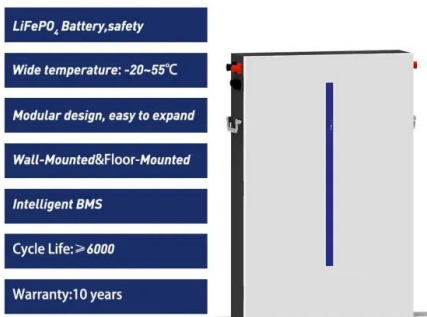 LiFePO₄ Battery,safety
Wide temperature: -20~55℃
Modular design, easy to expand
Wall-Mounted&Floor-Mounted
Intelligent BMS
Cycle Life:≥6000
Warranty:10 years